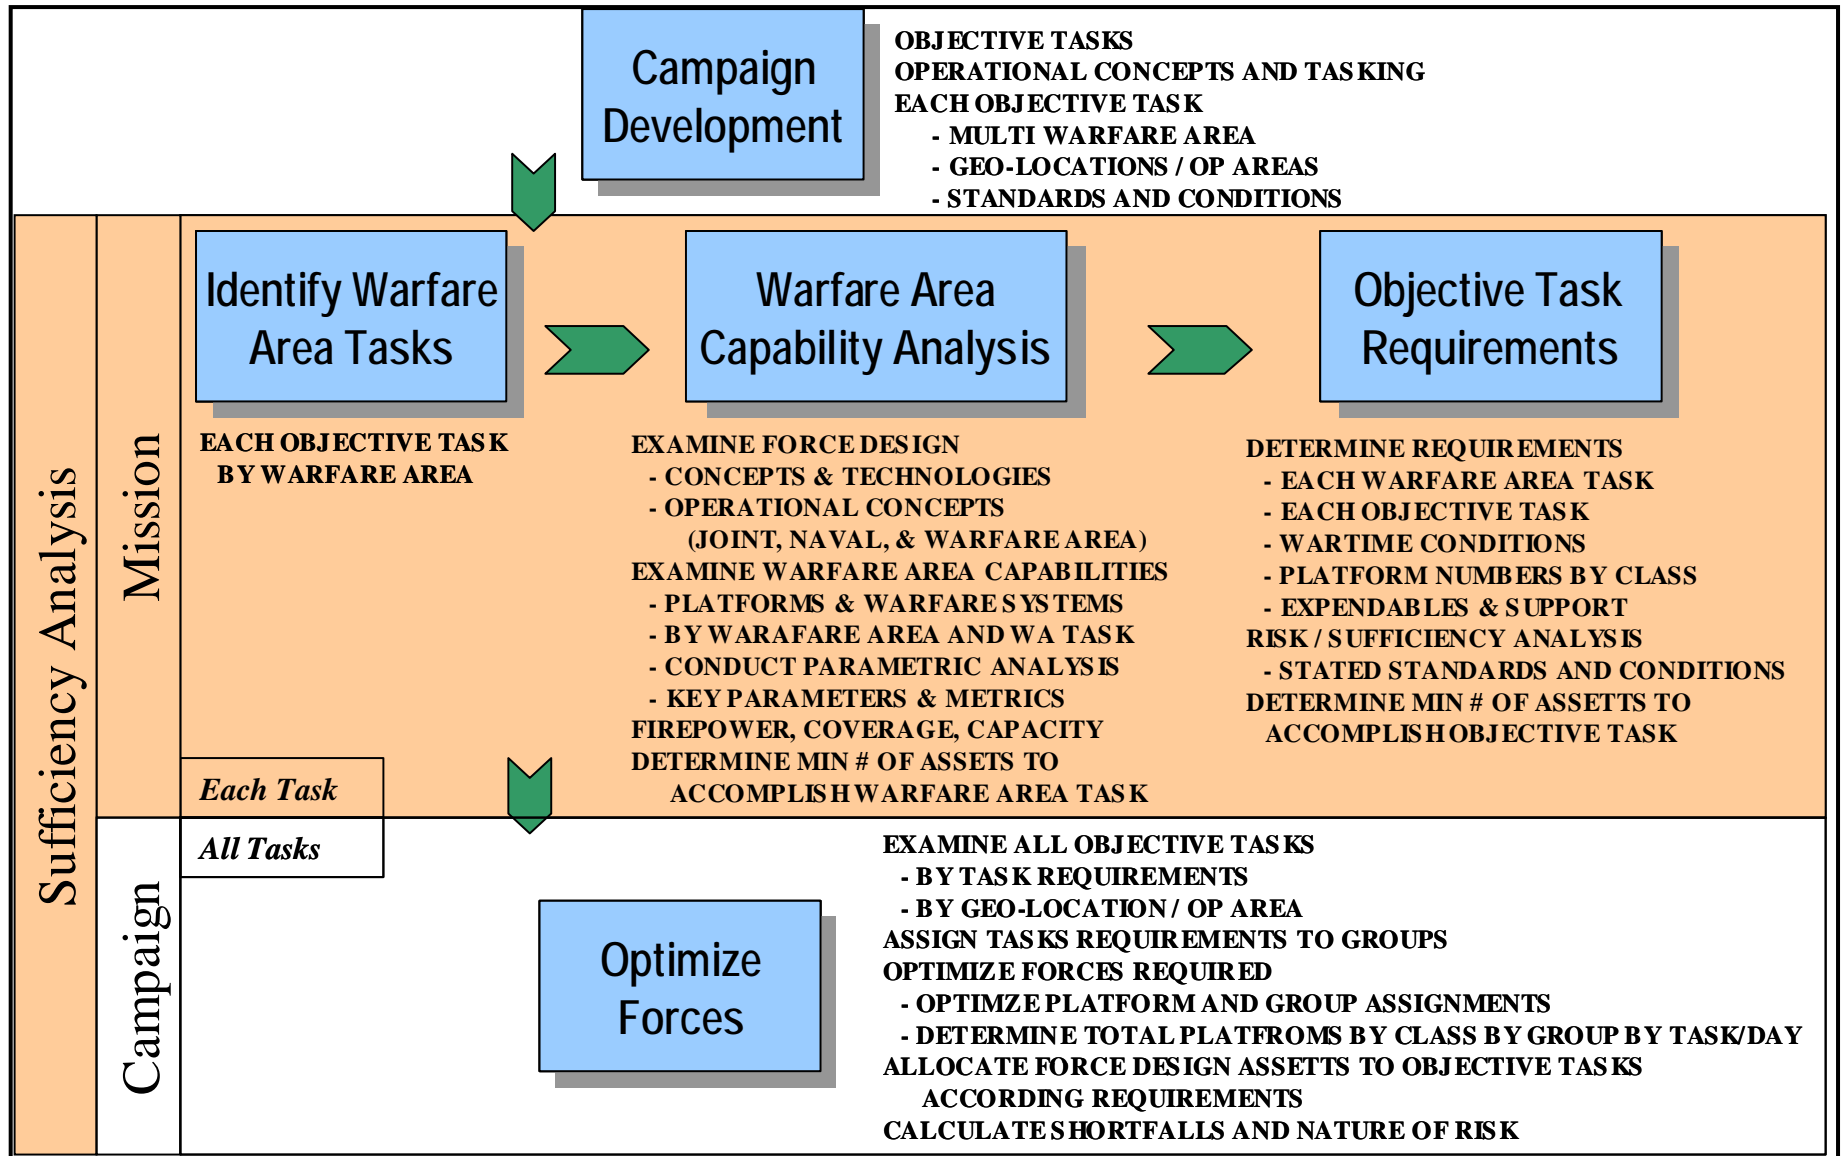 Campaign
Development
OBJECTIVE TASKS
OPERATIONAL CONCEPTS AND TASKING
EACH OBJECTIVE TASK
- MULTI WARFARE AREA
- GEO-LOCATIONS / OP AREAS
- STANDARDS AND CONDITIONS
Sufficiency Analysis
Mission
Identify Warfare
Area Tasks
EACH OBJECTIVE TASK
BY WARFARE AREA
Warfare Area
Capability Analysis
EXAMINE FORCE DESIGN
- CONCEPTS & TECHNOLOGIES
- OPERATIONAL CONCEPTS
(JOINT, NAVAL, & WARFARE AREA)
EXAMINE WARFARE AREA CAPABILITIES
- PLATFORMS & WARFARE SYSTEMS
- BY WARAFARE AREA AND WA TASK
- CONDUCT PARAMETRIC ANALYSIS
- KEY PARAMETERS & METRICS
FIREPOWER, COVERAGE, CAPACITY
DETERMINE MIN # OF ASSETS TO
ACCOMPLISH WARFARE AREA TASK
Objective Task
Requirements
DETERMINE REQUIREMENTS
- EACH WARFARE AREA TASK
- EACH OBJECTIVE TASK
- WARTIME CONDITIONS
- PLATFORM NUMBERS BY CLASS
- EXPENDABLES & SUPPORT
RISK / SUFFICIENCY ANALYSIS
- STATED STANDARDS AND CONDITIONS
DETERMINE MIN # OF ASSETTS TO
ACCOMPLISH OBJECTIVE TASK
Each Task
All Tasks
Campaign
Optimize
Forces
EXAMINE ALL OBJECTIVE TASKS
- BY TASK REQUIREMENTS
- BY GEO-LOCATION / OP AREA
ASSIGN TASKS REQUIREMENTS TO GROUPS
OPTIMIZE FORCES REQUIRED
- OPTIMZE PLATFORM AND GROUP ASSIGNMENTS
- DETERMINE TOTAL PLATFROMS BY CLASS BY GROUP BY TASK/DAY
ALLOCATE FORCE DESIGN ASSETTS TO OBJECTIVE TASKS
ACCORDING REQUIREMENTS
CALCULATE SHORTFALLS AND NATURE OF RISK